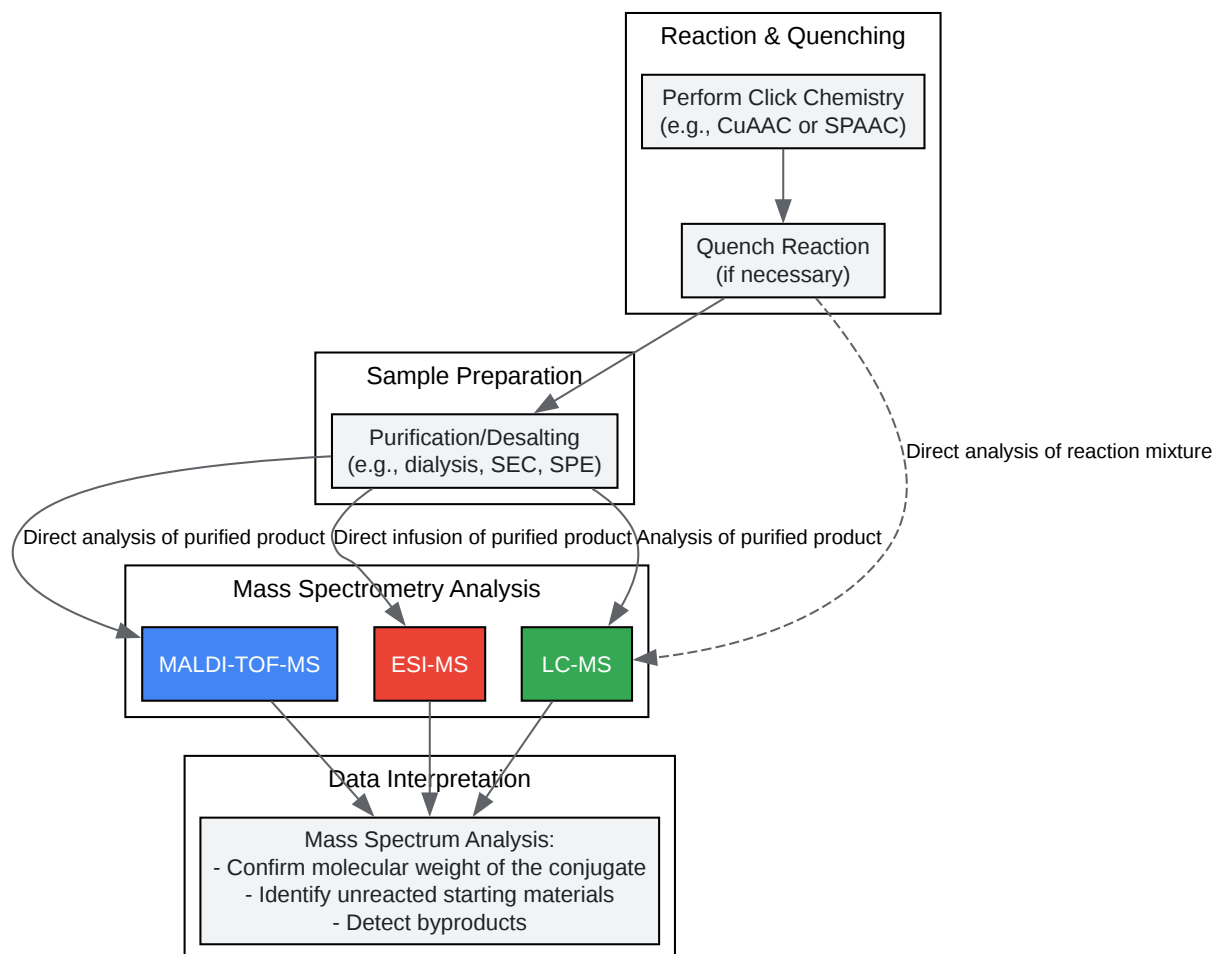 Reaction & Quenching
Perform Click Chemistry
(e.g., CuAAC or SPAAC)
Quench Reaction
(if necessary)
Sample Preparation
Purification/Desalting
(e.g., dialysis, SEC, SPE)
Direct analysis of reaction mixture
Direct analysis of purified product
Direct infusion of purified product
Analysis of purified product
Mass Spectrometry Analysis
MALDI-TOF-MS
ESI-MS
LC-MS
Data Interpretation
Mass Spectrum Analysis:
- Confirm molecular weight of the conjugate
- Identify unreacted starting materials
- Detect byproducts